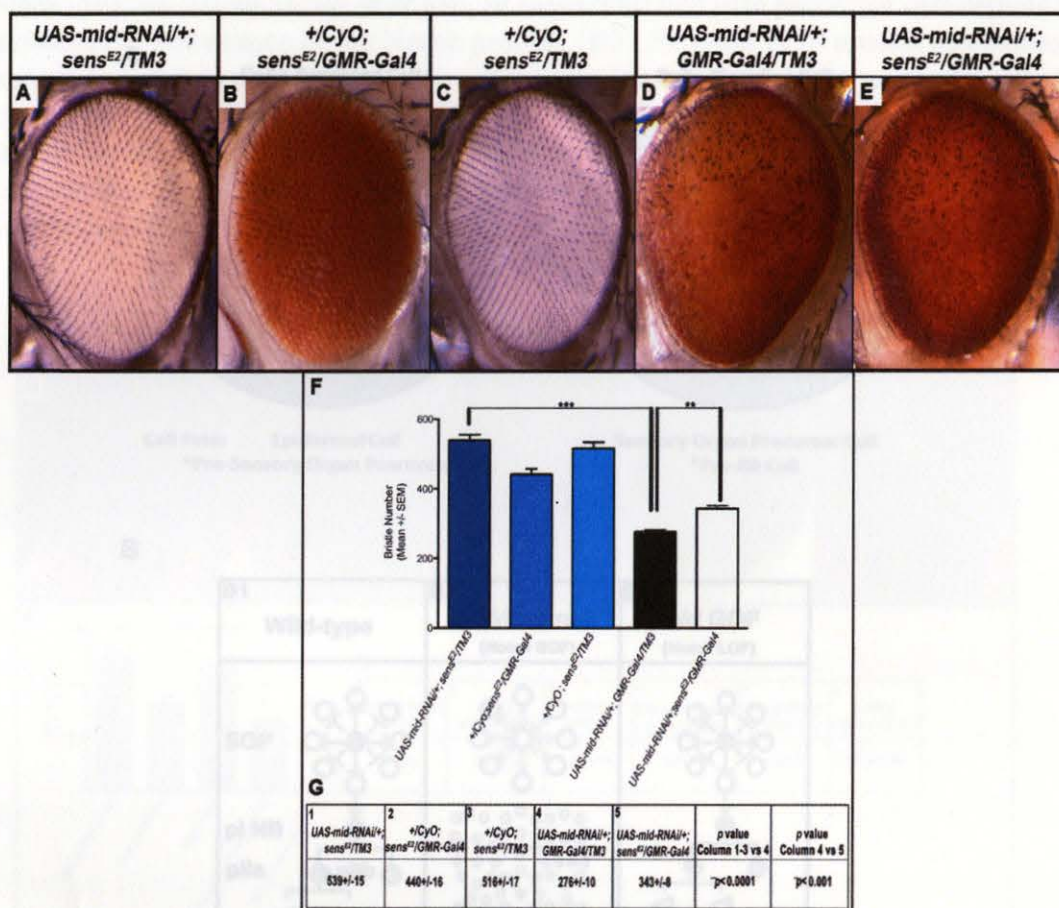 UAS-mid-RNAi/+;
sensE2/TM3
+/CyO;
sensE2/GMR-Gal4
+/CyO;
sensE2/TM3
UAS-mid-RNAi/+;
GMR-Gal4/TM3
UAS-mid-RNAi/+;
sensE2/GMR-Gal4
A
B
C
D
E
F
***
**
600
400
200
0
Bristle Number
(Mean +/- SEM)
UAS-mid-RNAi/+; sensE2/TM3
+/Cyo;sensE2/GMR-Gal4
+/CyO ; sensE2/TM3
UAS-mid-RNAi/+; GMR-Gal4/TM3
UAS-mid-RNAi/+;sensE2/GMR-Gal4
Wild-type
SOP
G
1
UAS-mid-RNAi/+;
sensE2/TM3
2
+/CyO;
sensE2/GMR-Gal4
3
+/CyO;
sensE2/TM3
4
UAS-mid-RNAi/+;
GMR-Gal4/TM3
5
UAS-mid-RNAi/+;
sensE2/GMR-Gal4
p value
Column 1-3 vs 4
p value
Column 4 vs 5
539+/-15
440+/-16
516+/-17
276+/-10
343+/-8
p<0.0001
p<0.001